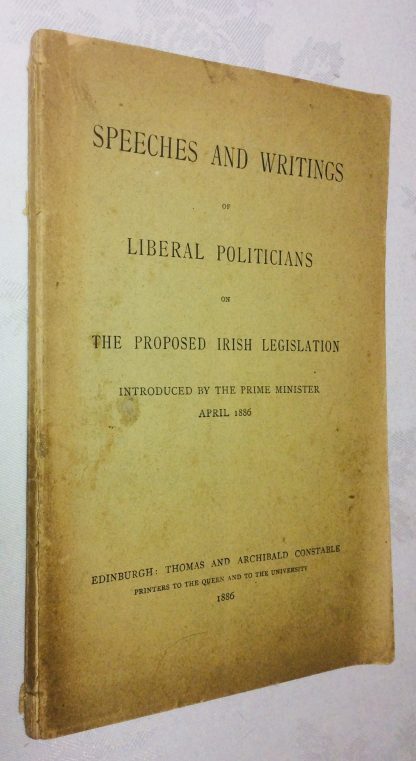 SPEECHES AND WRITINGS
OF
LIBERAL POLITICIANS
ON
THE PROPOSED IRISH LEGISLATION
INTRODUCED BY THE PRIME MINISTER
APRIL 1886
EDINBURGH: THOMAS AND ARCHIBALD CONSTABLE
PRINTERS TO THE QUEEN AND TO THE UNIVERSITY
1886